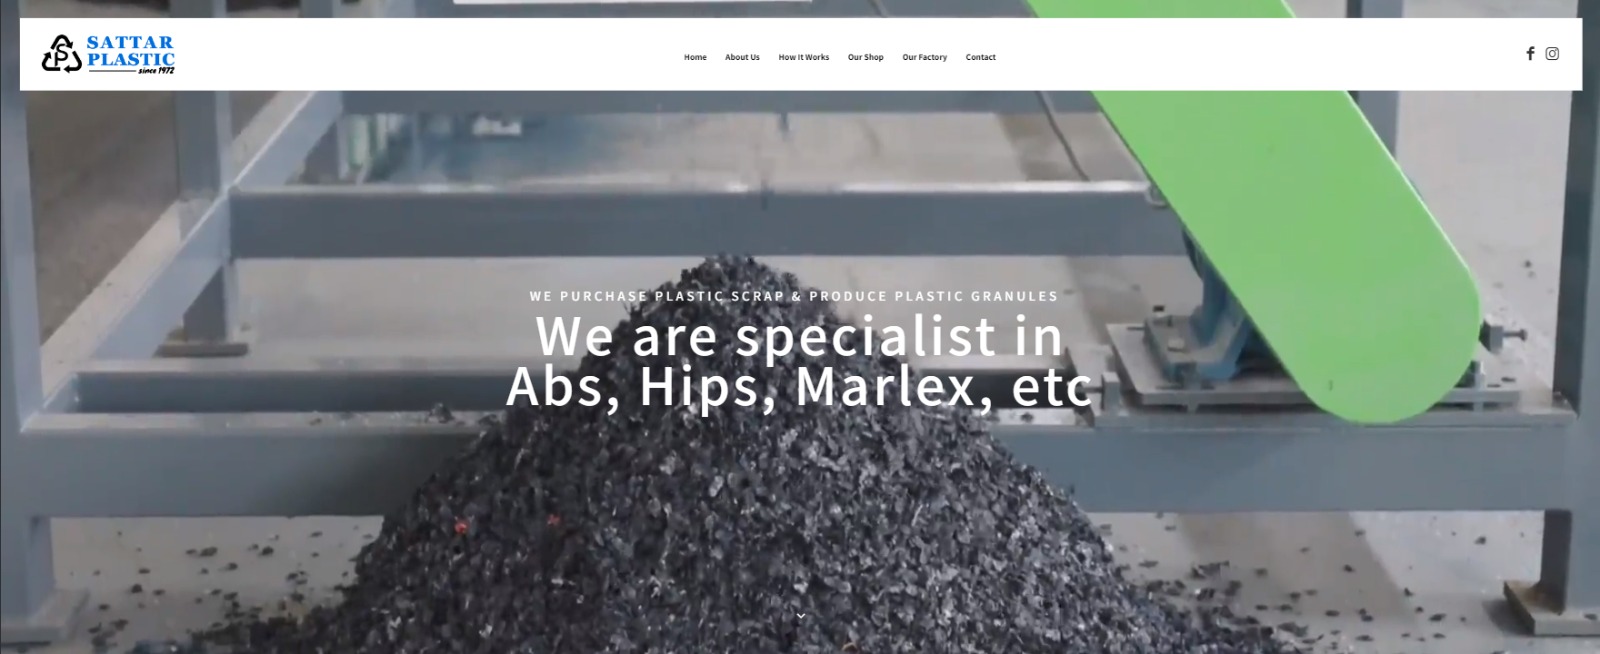 SATTAR
PLASTIC
since 1972
Home About Us How It Works Our Shop Our Factory Contact
WE PURCHASE PLASTIC SCRAP & PRODUCE PLASTIC GRANULES
We are specialist in
Abs, Hips, Marlex, etc